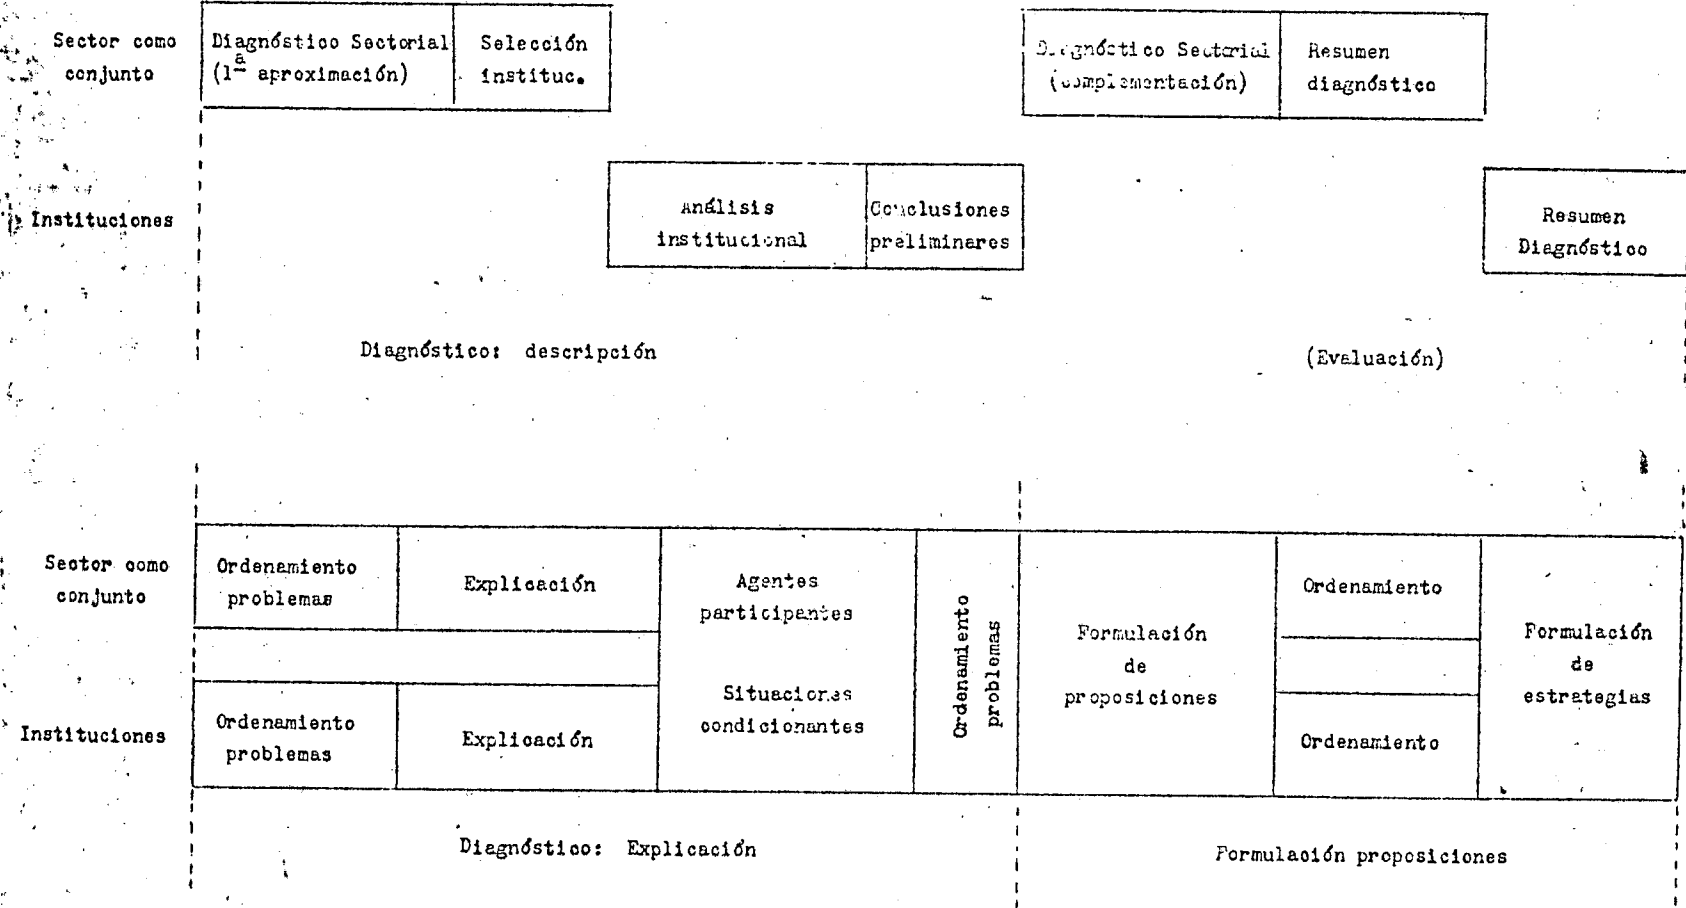 Sector como
conjunto
Diagnóstico Sectorial
(1ª aproximación)
Selección
instituc.
Diagnóstico Sectorial
(complementación)
Resumen
diagnóstico
Instituciones
Análisis
institucional
Conclusiones
preliminares
Resumen
Diagnóstico
Diagnóstico: descripción
(Evaluación)
Sector como
conjunto
Ordenamiento
problemas
Explicación
Agentes
participantes
Situaciones
condicionantes
Ordenamiento
problemas
Formulación
de
proposiciones
Ordenamiento
Formulación
de
estrategias
Instituciones
Ordenamiento
problemas
Explicación
Ordenamiento
Diagnóstico: Explicación
Formulación proposiciones